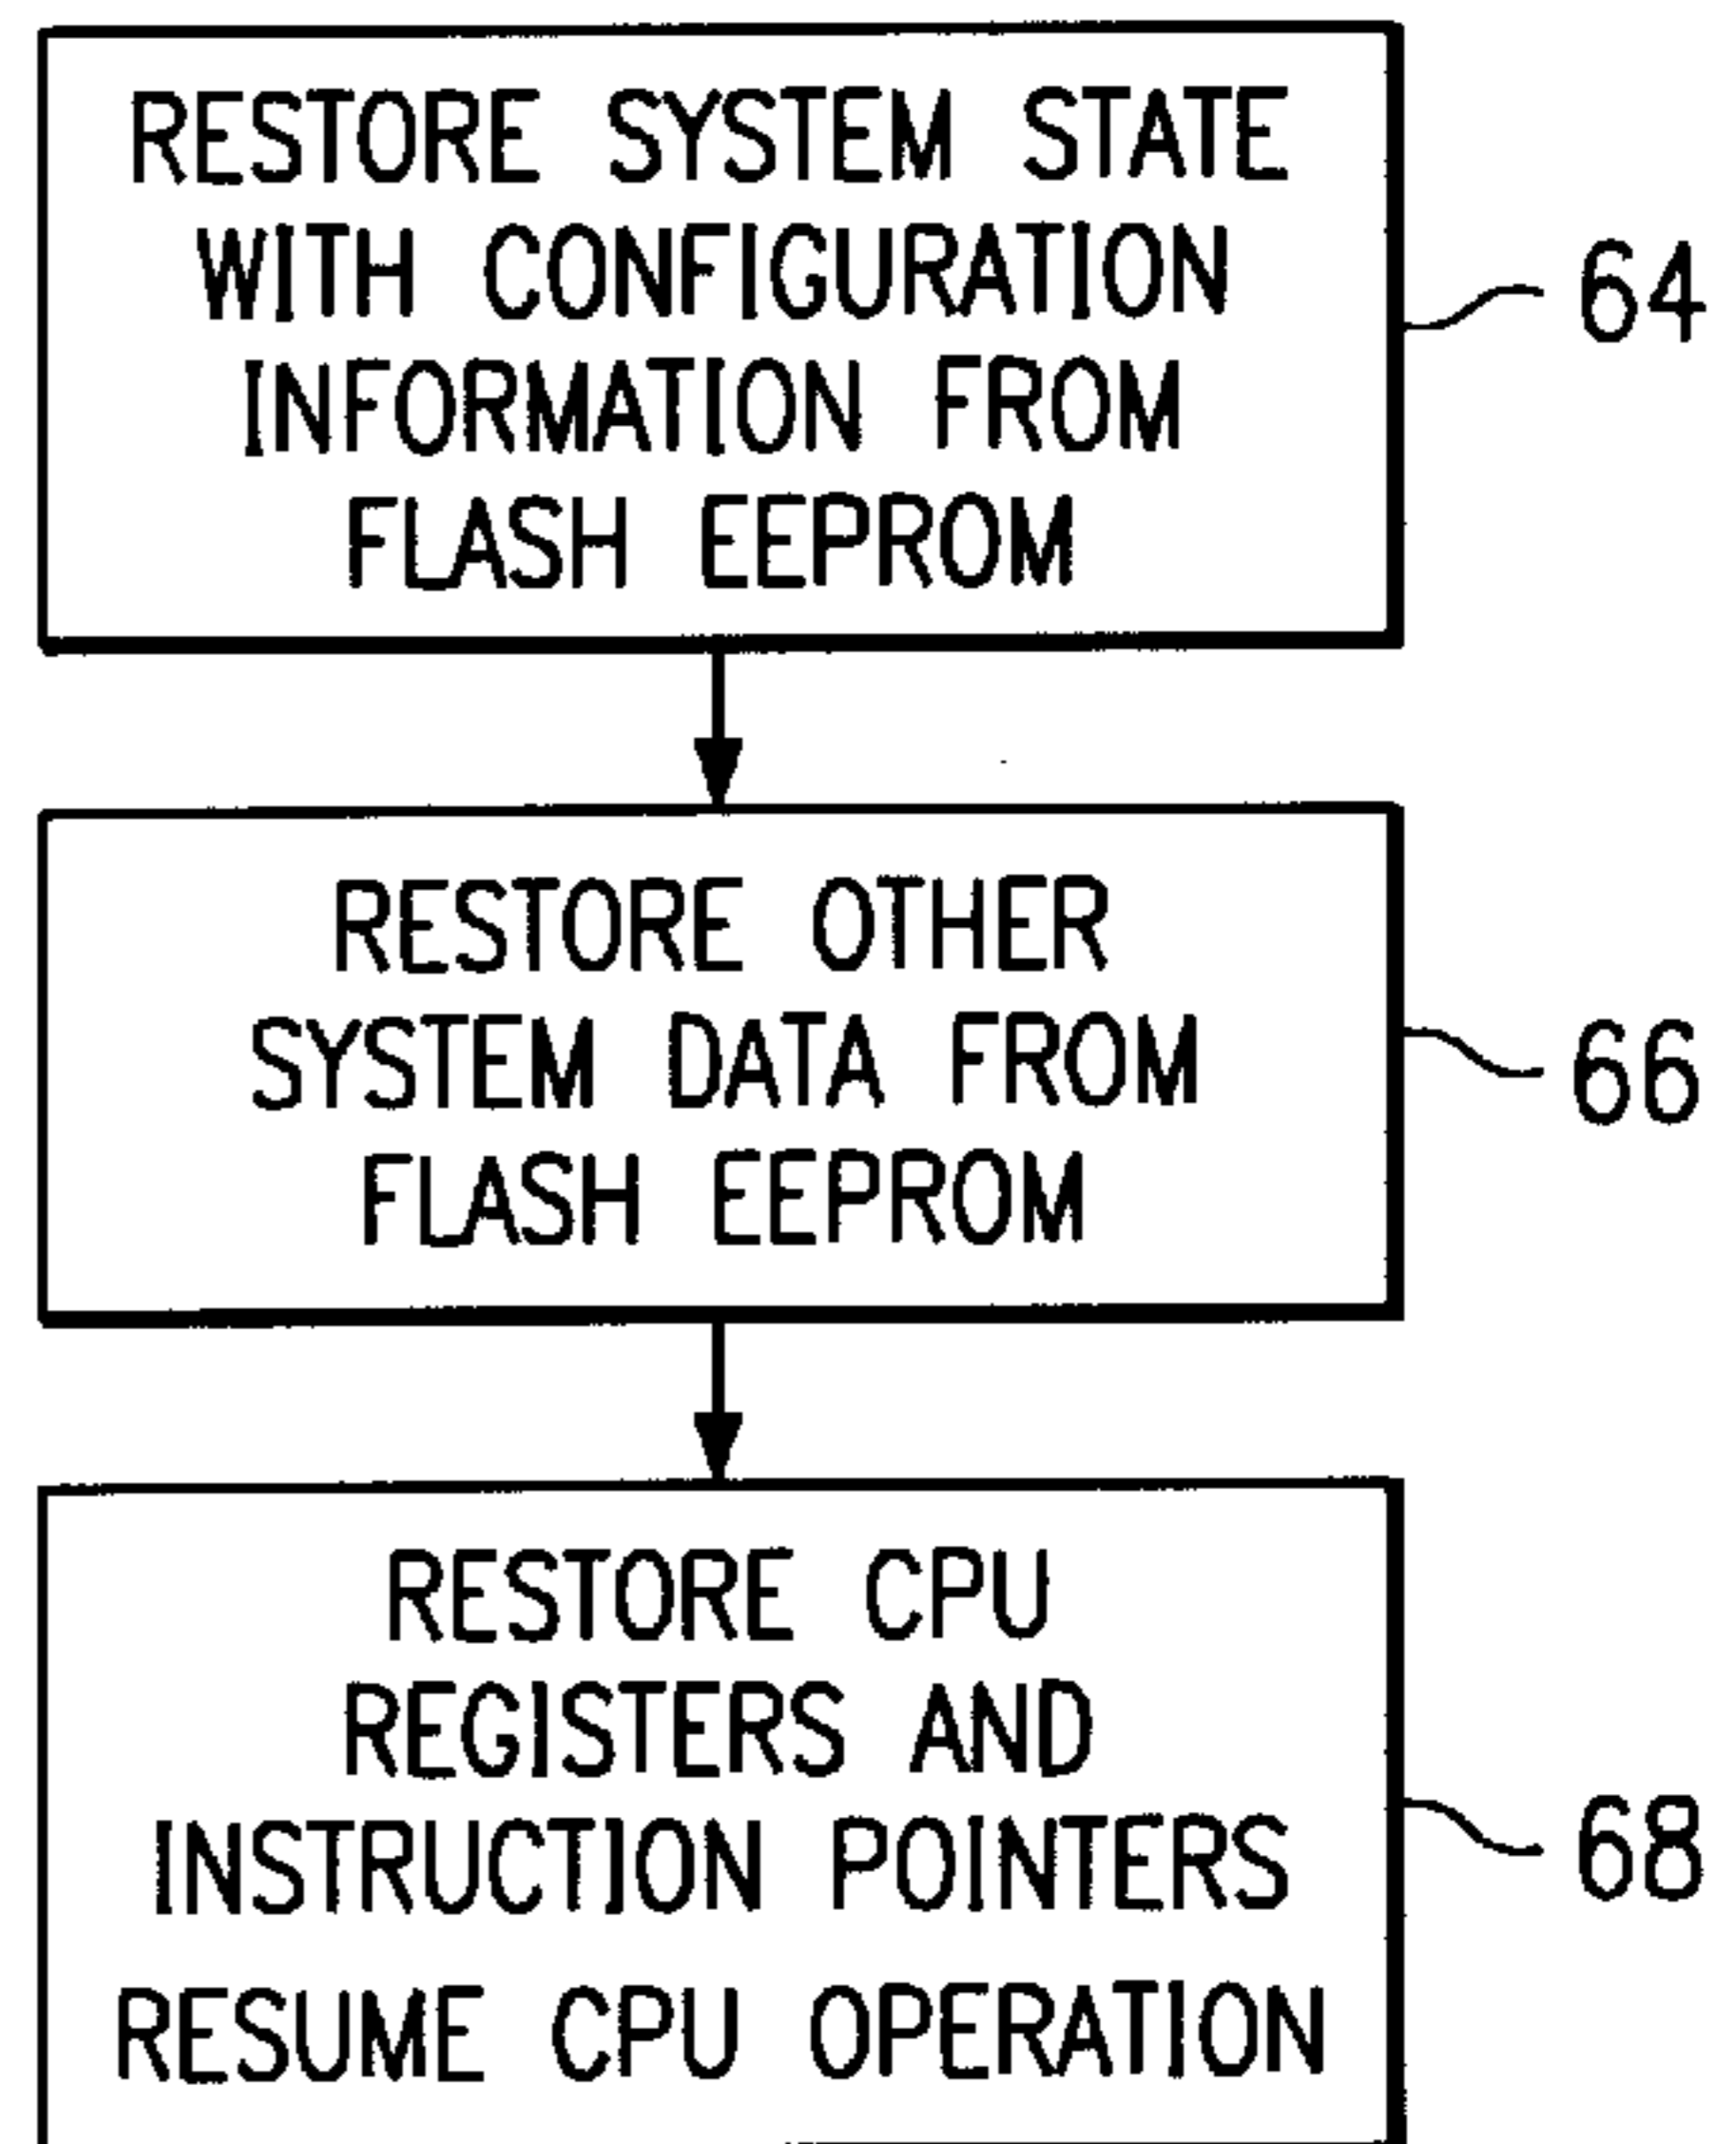 RESTORE SYSTEM STATE
WITH CONFIGURATION
INFORMATION FROM
FLASH EEPROM
64
RESTORE OTHER
SYSTEM DATA FROM
FLASH EEPROM
66
RESTORE CPU
REGISTERS AND
INSTRUCTION POINTERS
RESUME CPU OPERATION
68